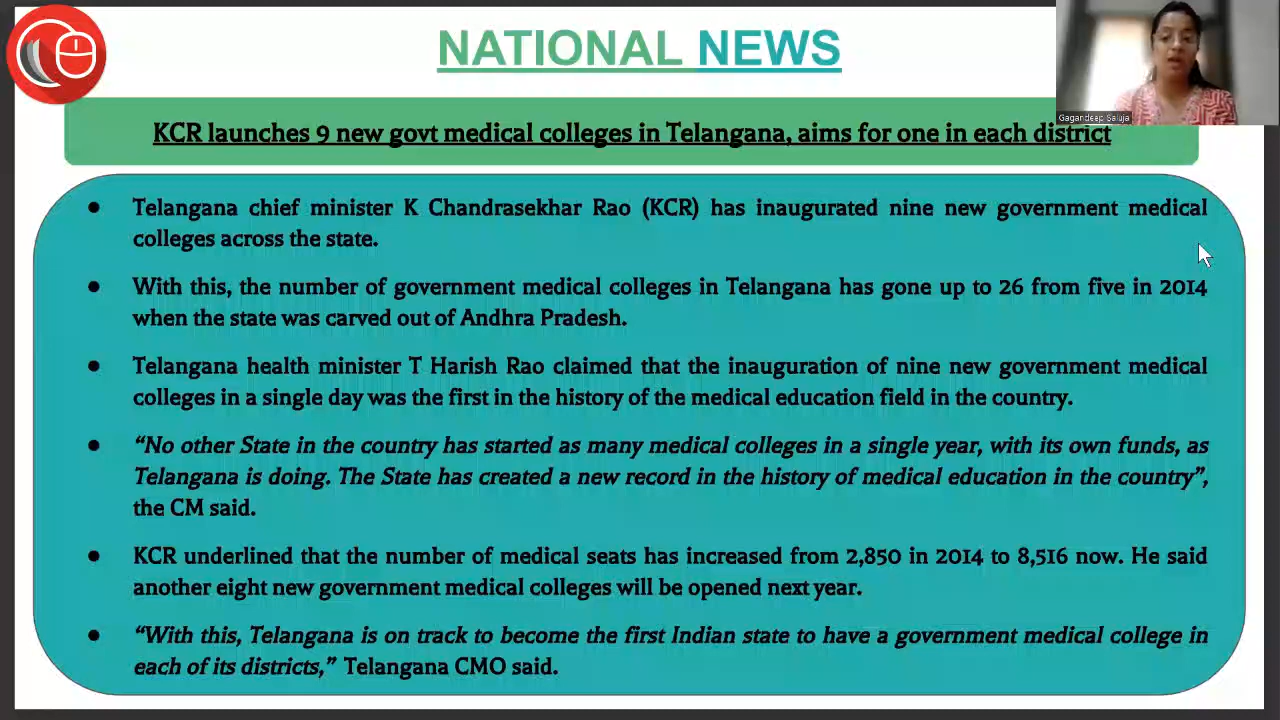 NATIONAL NEWS
Gagandeep Saluja
KCR launches 9 new govt medical colleges in Telangana, aims for one in each district
● Telangana chief minister K Chandrasekhar Rao (KCR) has inaugurated nine new government medical
colleges across the state.
● With this, the number of government medical colleges in Telangana has gone up to 26 from five in 2014
when the state was carved out of Andhra Pradesh.
● Telangana health minister T Harish Rao claimed that the inauguration of nine new government medical
colleges in a single day was the first in the history of the medical education field in the country.
● “No other State in the country has started as many medical colleges in a single year, with its own funds, as
Telangana is doing. The State has created a new record in the history of medical education in the country”,
the CM said.
● KCR underlined that the number of medical seats has increased from 2,850 in 2014 to 8,516 now. He said
another eight new government medical colleges will be opened next year.
● “With this, Telangana is on track to become the first Indian state to have a government medical college in
each of its districts,” Telangana CMO said.